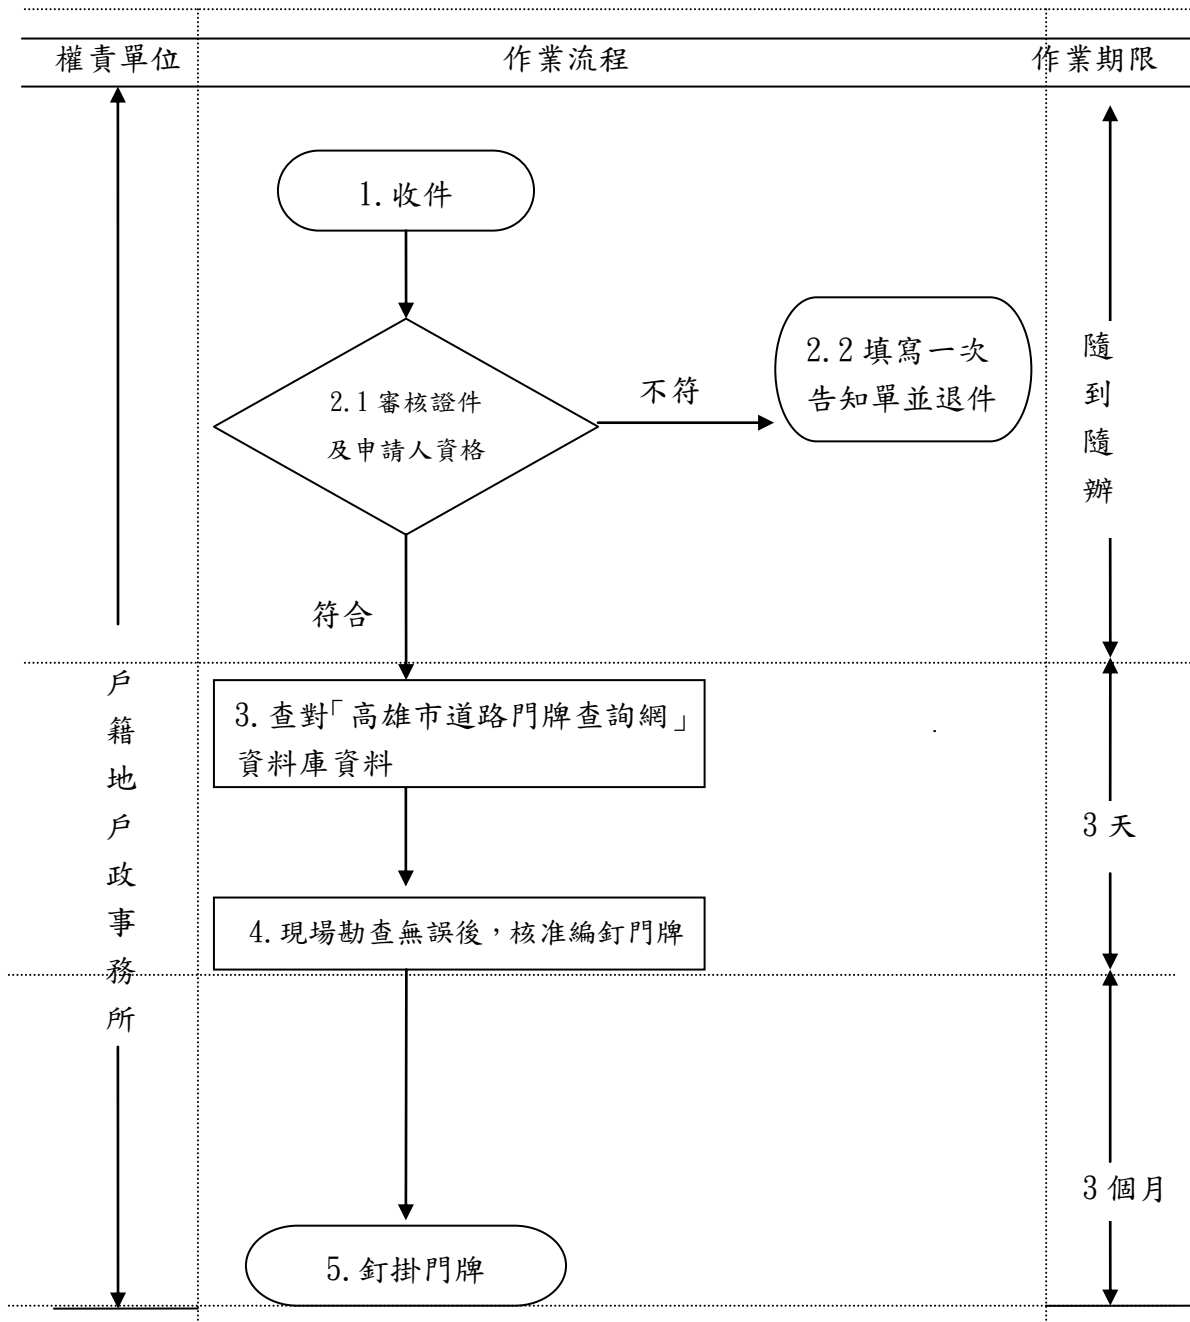 權責單位
作業流程
作業期限
1.收件
2.1 審核證件
及申請人資格
不符
2.2 填寫一次
告知單並退件
符合
隨
到
隨
辦
戶
籍
地
戶
政
事
務
所
3.查對「高雄市道路門牌查詢網」
資料庫資料
3 天
4.現場勘查無誤後，核准編釘門牌
3 個月
5.釘掛門牌